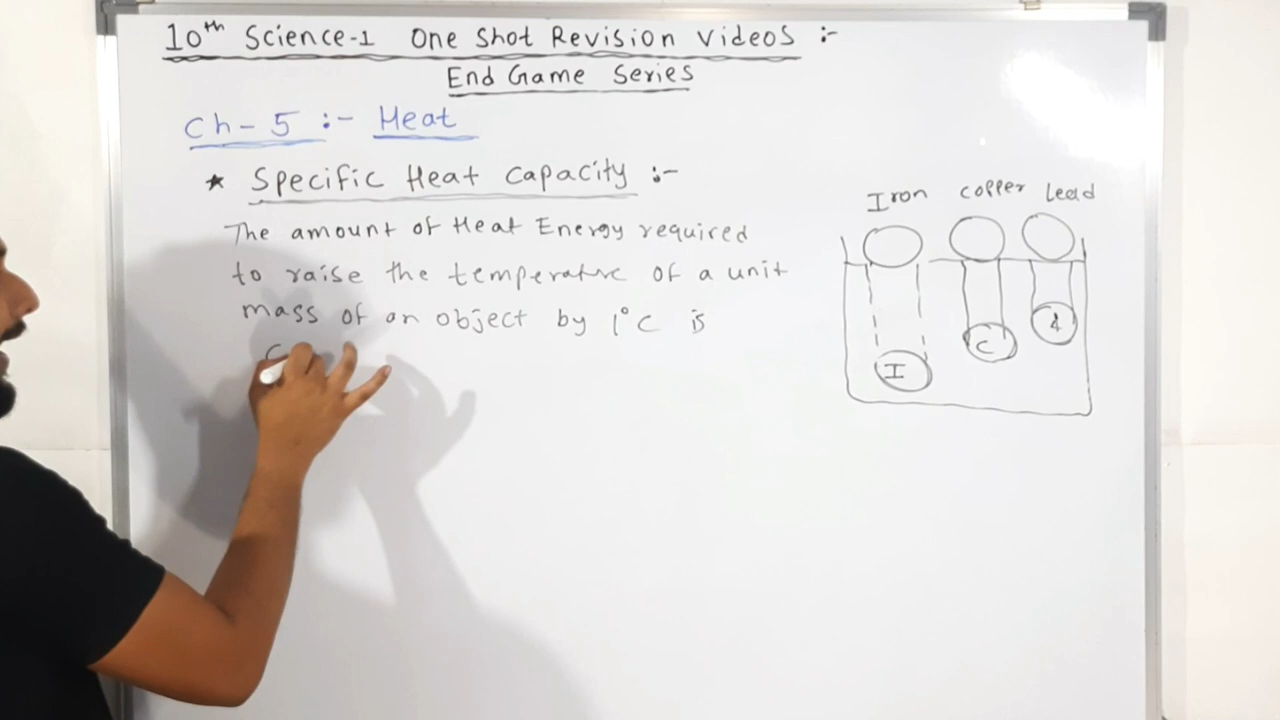 10th Science-1 One Shot Revision Videos :-
End Game Series
Ch-5 :- Heat
* Specific Heat Capacity :-
The amount of Heat Energy required
to raise the temperature of a unit
mass of an object by 1°C is
C
Iron Copper Lead
I
C